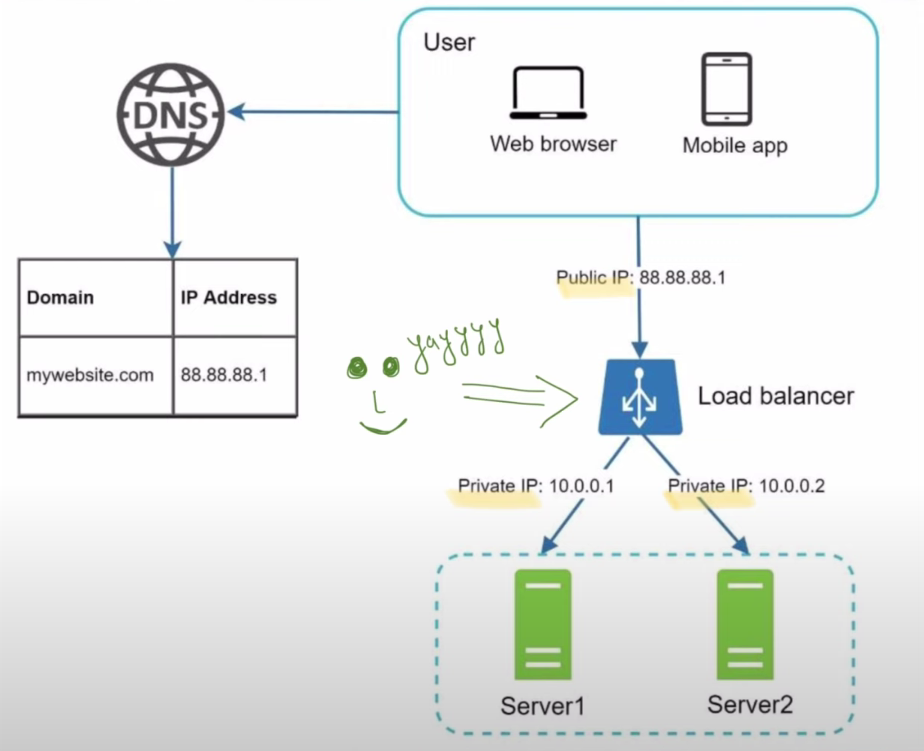 User
DNS
Web browser
Mobile app
Public IP: 88.88.88.1
Domain
IP Address
mywebsite.com
88.88.88.1
yayyyy
Load balancer
Private IP: 10.0.0.1
Private IP: 10.0.0.2
Server1
Server2